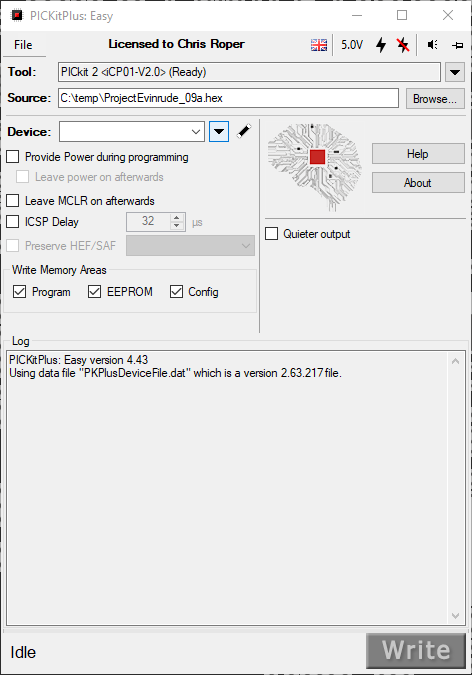 PICKitPlus: Easy
File Licensed to Chris Roper 5.0V
Tool: PICkit 2 <iCP01-V2.0> (Ready)
Source: C:\temp\ProjectEvinrude_09a.hex Browse...
Device:
Provide Power during programming
Leave power on afterwards
Leave MCLR on afterwards
ICSP Delay 32 µs
Preserve HEF/SAF
Write Memory Areas
Program EEPROM Config
Help
About
Quieter output
Log
PICKitPlus: Easy version 4.43
Using data file "PKPlusDeviceFile.dat" which is a version 2.63.217 file.
Idle Write